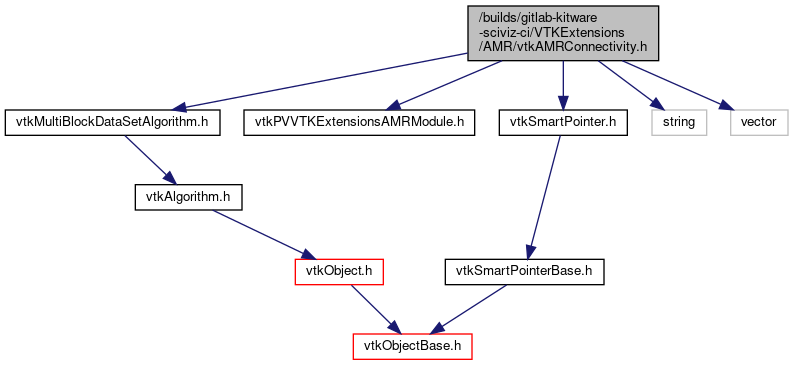 /builds/gitlab-kitware
-sciviz-ci/VTKExtensions
/AMR/vtkAMRConnectivity.h
vtkMultiBlockDataSetAlgorithm.h
vtkPVVTKExtensionsAMRModule.h
vtkSmartPointer.h
string
vector
vtkAlgorithm.h
vtkObject.h
vtkSmartPointerBase.h
vtkObjectBase.h